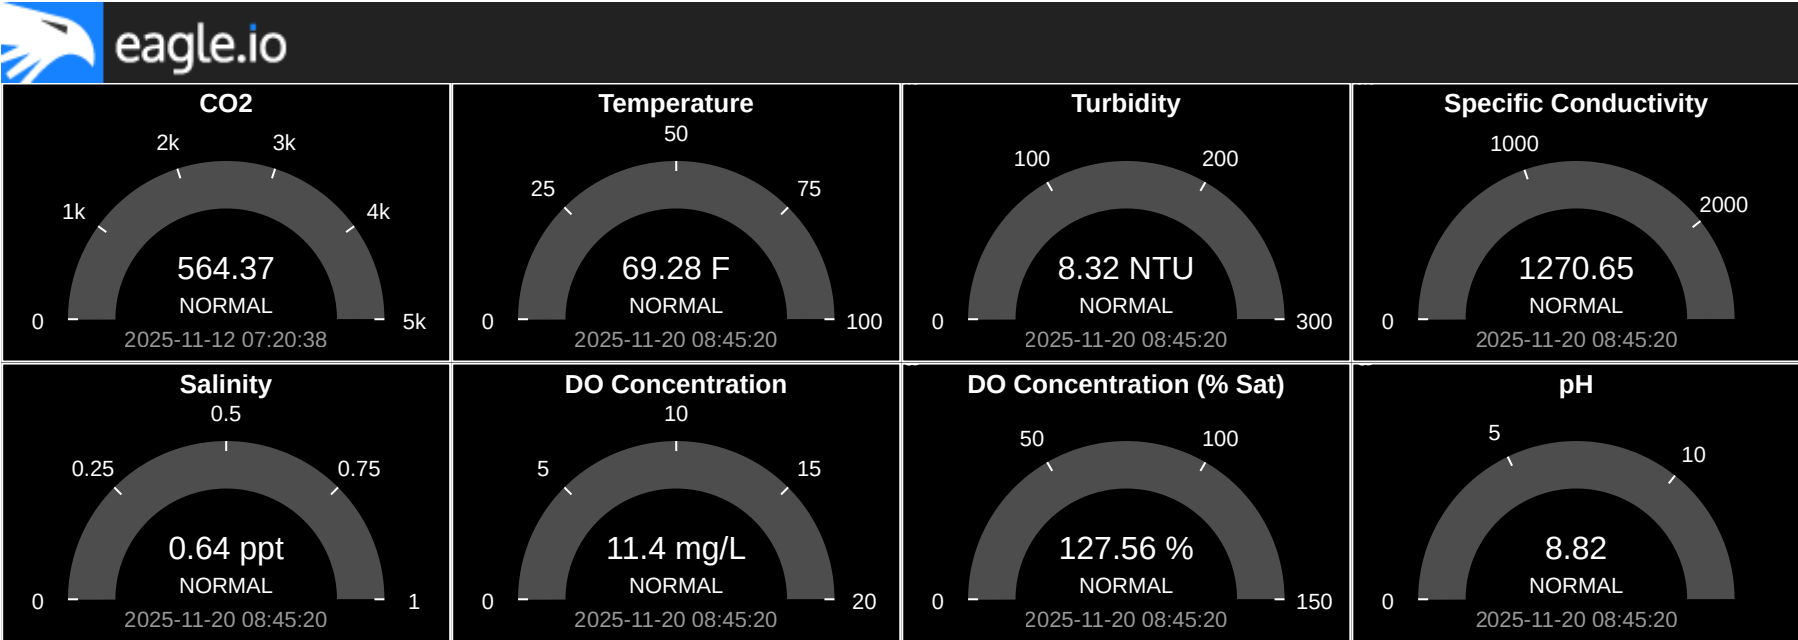 eagle.io
CO2
2k
3k
1k
4k
564.37
NORMAL
0
5k
2025-11-12 07:20:38
Temperature
50
25
75
69.28 F
NORMAL
0
100
2025-11-20 08:45:20
Turbidity
100
200
8.32 NTU
NORMAL
0
300
2025-11-20 08:45:20
Specific Conductivity
1000
2000
1270.65
NORMAL
0
2025-11-20 08:45:20
Salinity
0.5
0.25
0.75
0.64 ppt
NORMAL
0
1
2025-11-20 08:45:20
DO Concentration
10
5
15
11.4 mg/L
NORMAL
0
20
2025-11-20 08:45:20
DO Concentration (% Sat)
50
100
127.56 %
NORMAL
0
150
2025-11-20 08:45:20
pH
5
10
8.82
NORMAL
0
2025-11-20 08:45:20